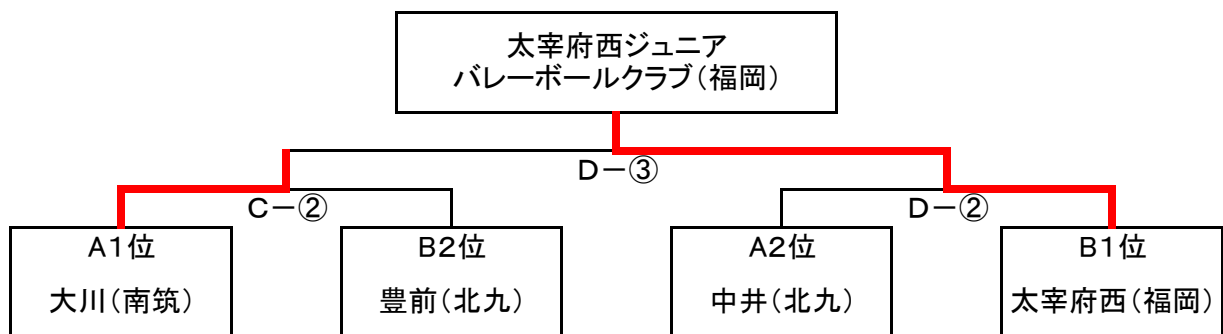 太宰府西ジュニア
バレーボールクラブ(福岡)
D-③
C-②
D-②
A1位
B2位
A2位
B1位
大川(南筑)
豊前(北九)
中井(北九)
太宰府西(福岡)